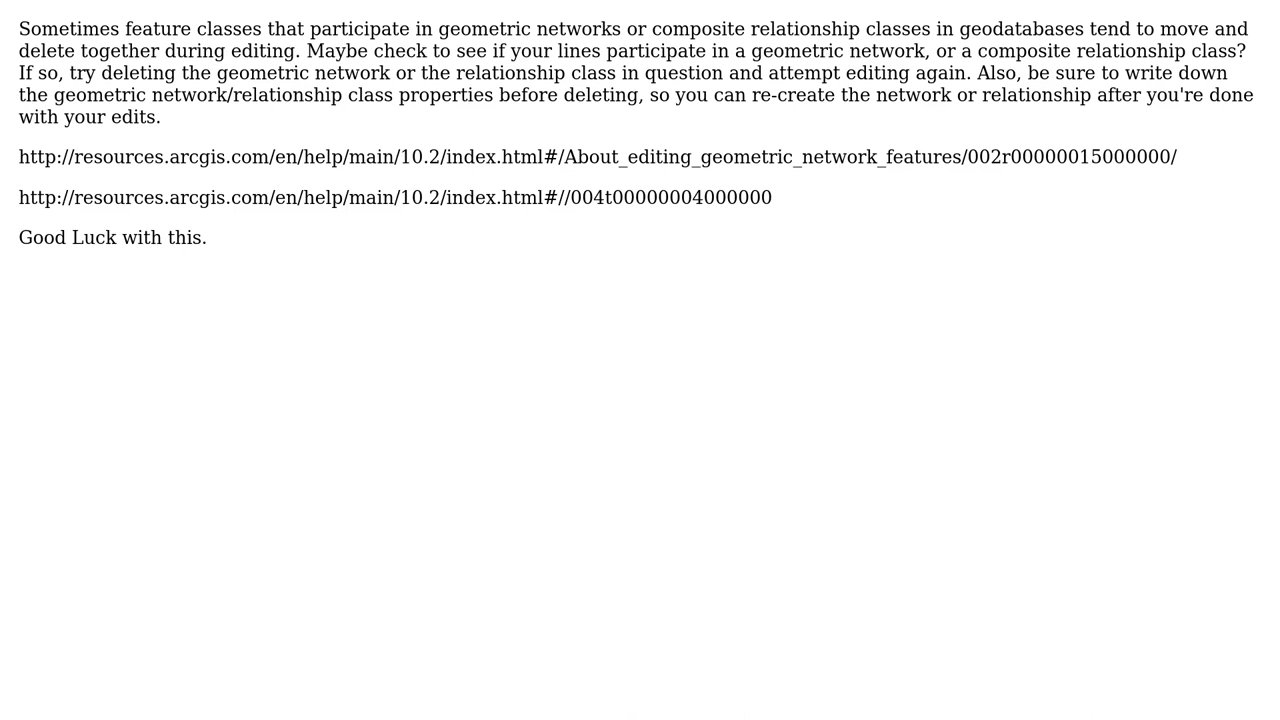 Sometimes feature classes that participate in geometric networks or composite relationship classes in geodatabases tend to move and
delete together during editing. Maybe check to see if your lines participate in a geometric network, or a composite relationship class?
If so, try deleting the geometric network or the relationship class in question and attempt editing again. Also, be sure to write down
the geometric network/relationship class properties before deleting, so you can re-create the network or relationship after you're done
with your edits.
http://resources.arcgis.com/en/help/main/10.2/index.html#/About_editing_geometric_network_features/002r00000015000000/
http://resources.arcgis.com/en/help/main/10.2/index.html#//004t00000004000000
Good Luck with this.